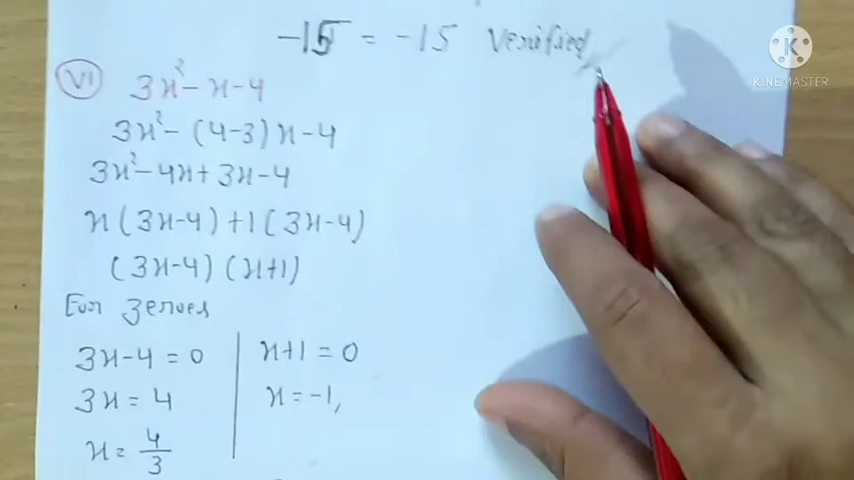 -15 = -15 Verified
KINEMASTER
VI 3x² - x - 4
3x² - (4-3)x - 4
3x² - 4x + 3x - 4
x(3x-4) + 1(3x-4)
(3x-4) (x+1)
For zeroes
3x-4 = 0
3x = 4
x = 4/3
x+1 = 0
x = -1,